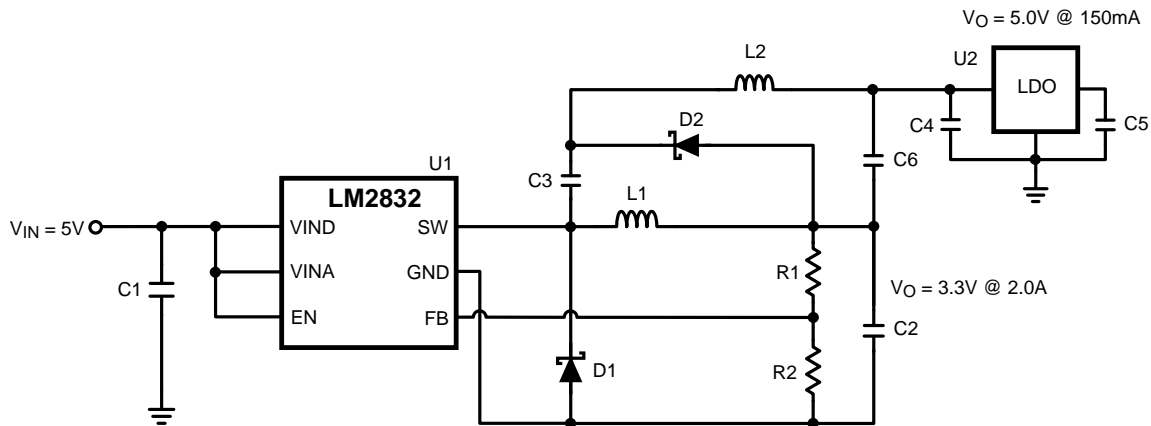 V_O = 5.0V @ 150mA
L2
U2
LDO
D2
C4
C5
U1
C3
C6
LM2832
L1
V_IN = 5V
VIND
SW
VINA
GND
R1
C1
V_O = 3.3V @ 2.0A
EN
FB
C2
D1
R2